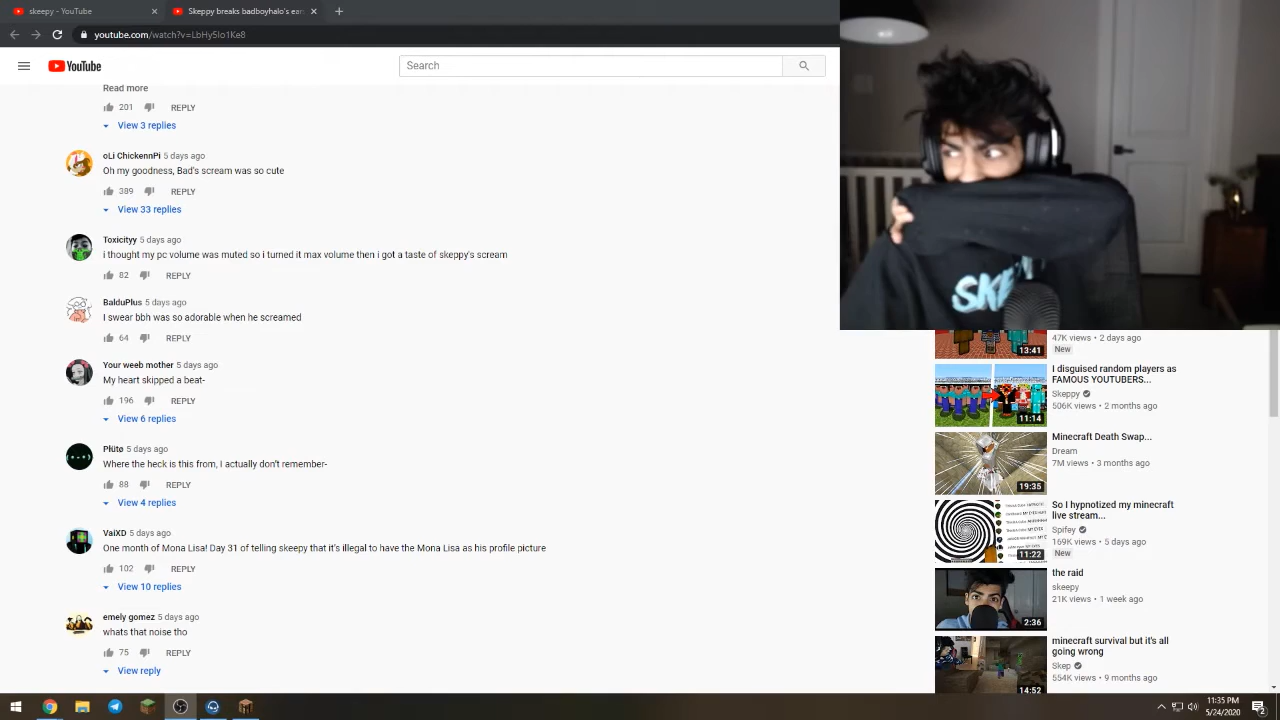 skeepy - YouTube
Skeppy breaks badboyhalo's ear
youtube.com/watch?v=LbHy5Io1Ke8
YouTube
Search
Read more
201 REPLY
View 3 replies
oLi ChickennPi 5 days ago
Oh my goodness, Bad's scream was so cute
389 REPLY
View 33 replies
Toxicityy 5 days ago
i thought my pc volume was muted so i turned it max volume then i got a taste of skeppy's scream
82 REPLY
BalduPlus 5 days ago
I swear bbh was so adorable when he screamed
64 REPLY
Your weeb mother 5 days ago
My heart skipped a beat-
196 REPLY
View 6 replies
Płütø 5 days ago
Where the heck is this from, I actually don't remember-
88 REPLY
View 4 replies
VaiXD 5 days ago
One month of Mona Lisa! Day 31 of telling skeepy that it's illegal to have the Mona Lisa as his profile picture
102 REPLY
View 10 replies
emely gomez 5 days ago
whats that noise tho
75 REPLY
View reply
SKE
13:41
47K views • 2 days ago
New
11:14
I disguised random players as
FAMOUS YOUTUBERS...
Skeppy
506K views • 2 months ago
19:35
Minecraft Death Swap...
Dream
7M views • 3 months ago
11:22
So I hypnotized my minecraft
live stream...
Spifey
169K views • 5 days ago
New
2:36
the raid
skeepy
21K views • 1 week ago
14:52
minecraft survival but it's all
going wrong
Skep
554K views • 9 months ago
11:35 PM
5/24/2020
2